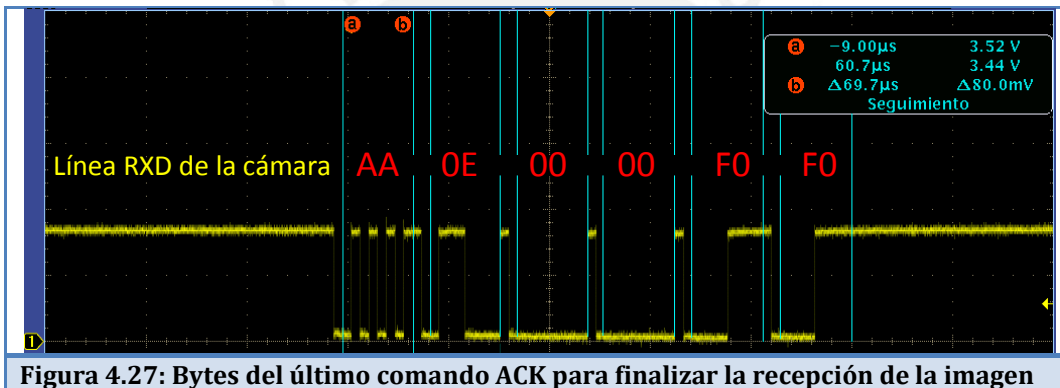 a b
a −9.00µs 3.52 V
60.7µs 3.44 V
b Δ69.7µs Δ80.0mV
Seguimiento
Línea RXD de la cámara AA 0E 00 00 F0 F0
1
Figura 4.27: Bytes del último comando ACK para finalizar la recepción de la imagen